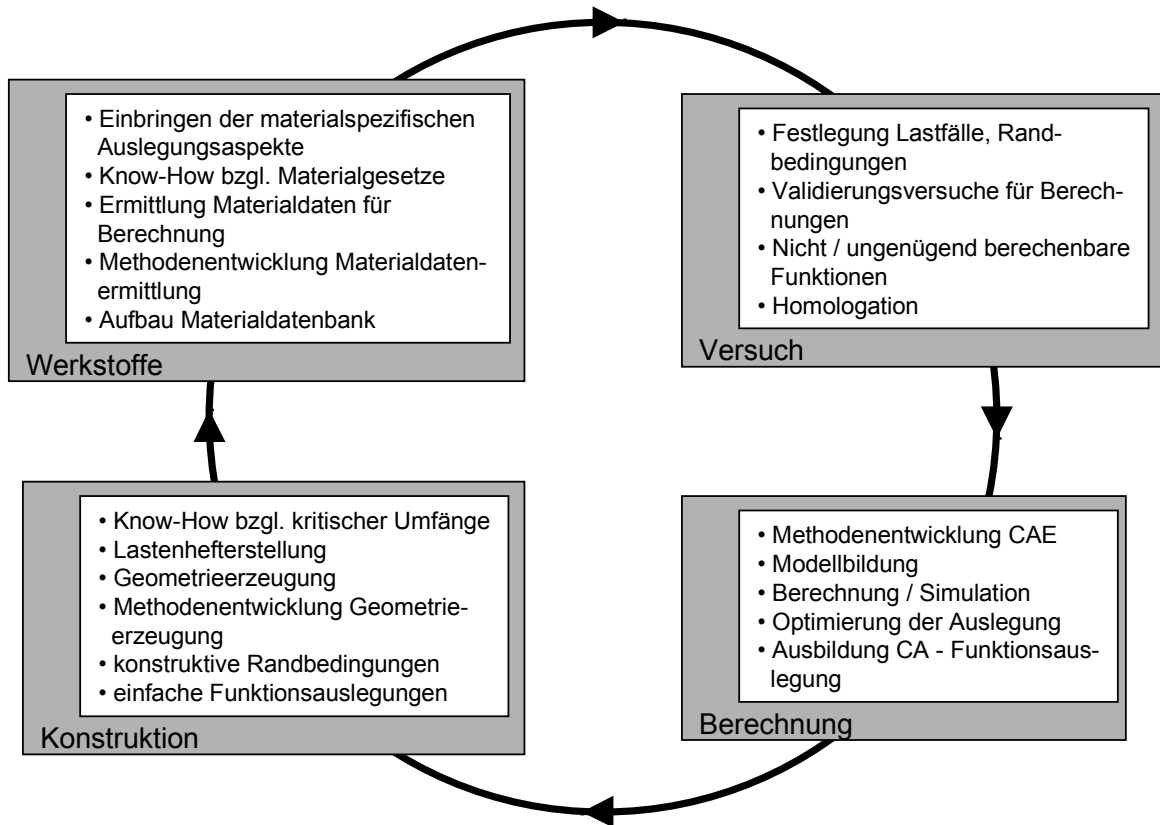 • Einbringen der materialspezifischen
Auslegungsaspekte
• Know-How bzgl. Materialgesetze
• Ermittlung Materialdaten für
Berechnung
• Methodenentwicklung Materialdaten-
ermittlung
• Aufbau Materialdatenbank
Werkstoffe
• Festlegung Lastfälle, Rand-
bedingungen
• Validierungsversuche für Berech-
nungen
• Nicht / ungenügend berechenbare
Funktionen
• Homologation
Versuch
• Know-How bzgl. kritischer Umfänge
• Lastenhefterstellung
• Geometrieerzeugung
• Methodenentwicklung Geometrie-
erzeugung
• konstruktive Randbedingungen
• einfache Funktionsauslegungen
Konstruktion
• Methodenentwicklung CAE
• Modellbildung
• Berechnung / Simulation
• Optimierung der Auslegung
• Ausbildung CA - Funktionsaus-
legung
Berechnung